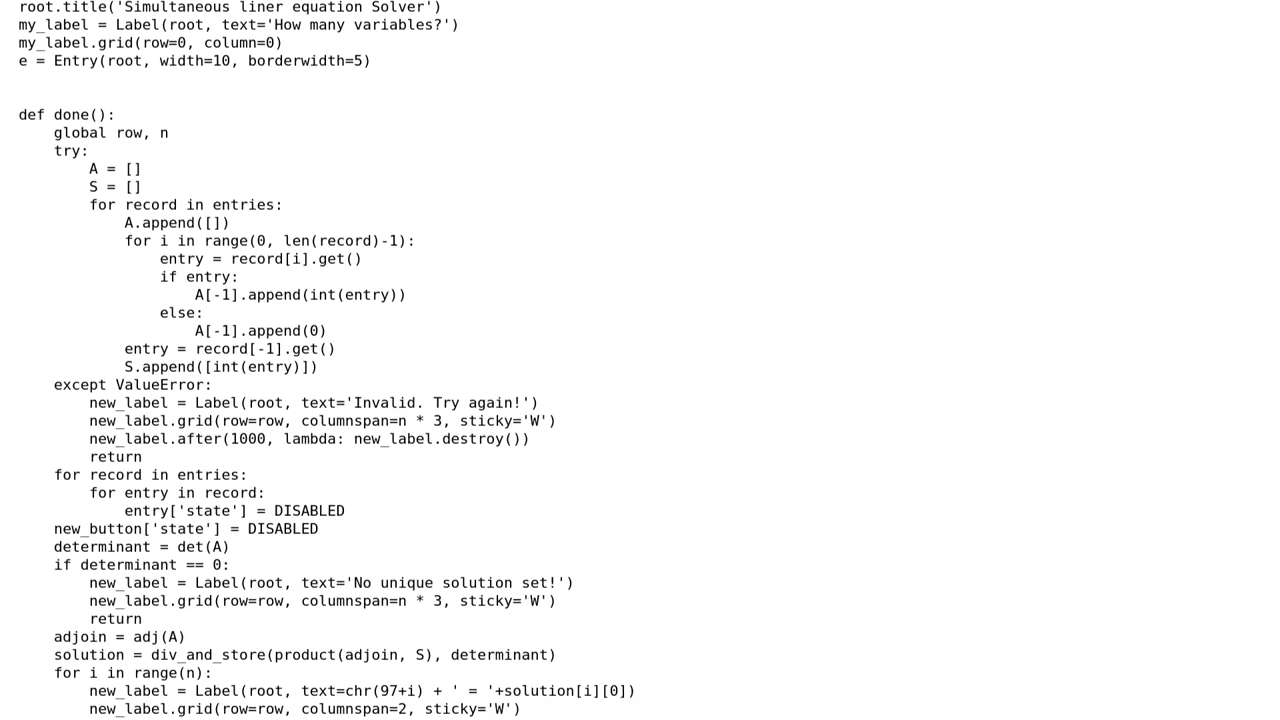 root.title('Simultaneous liner equation Solver')
my_label = Label(root, text='How many variables?')
my_label.grid(row=0, column=0)
e = Entry(root, width=10, borderwidth=5)


def done():
    global row, n
    try:
        A = []
        S = []
        for record in entries:
            A.append([])
            for i in range(0, len(record)-1):
                entry = record[i].get()
                if entry:
                    A[-1].append(int(entry))
                else:
                    A[-1].append(0)
            entry = record[-1].get()
            S.append([int(entry)])
    except ValueError:
        new_label = Label(root, text='Invalid. Try again!')
        new_label.grid(row=row, columnspan=n * 3, sticky='W')
        new_label.after(1000, lambda: new_label.destroy())
        return
    for record in entries:
        for entry in record:
            entry['state'] = DISABLED
    new_button['state'] = DISABLED
    determinant = det(A)
    if determinant == 0:
        new_label = Label(root, text='No unique solution set!')
        new_label.grid(row=row, columnspan=n * 3, sticky='W')
        return
    adjoin = adj(A)
    solution = div_and_store(product(adjoin, S), determinant)
    for i in range(n):
        new_label = Label(root, text=chr(97+i) + ' = '+solution[i][0])
        new_label.grid(row=row, columnspan=2, sticky='W')